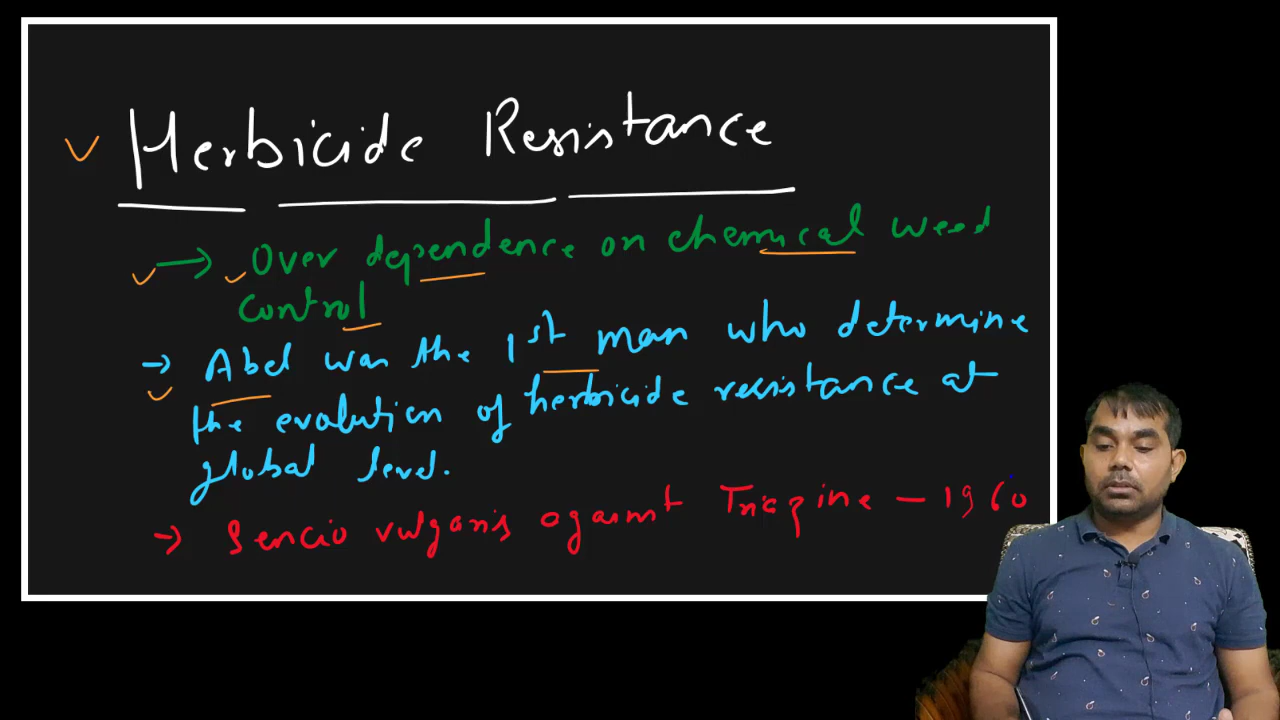 Herbicide Resistance
→ Over dependence on chemical weed
control
→ Abel was the 1st man who determine
the evolution of herbicide resistance at
global level.
→ Sencio vulgaris against Triazine - 1960